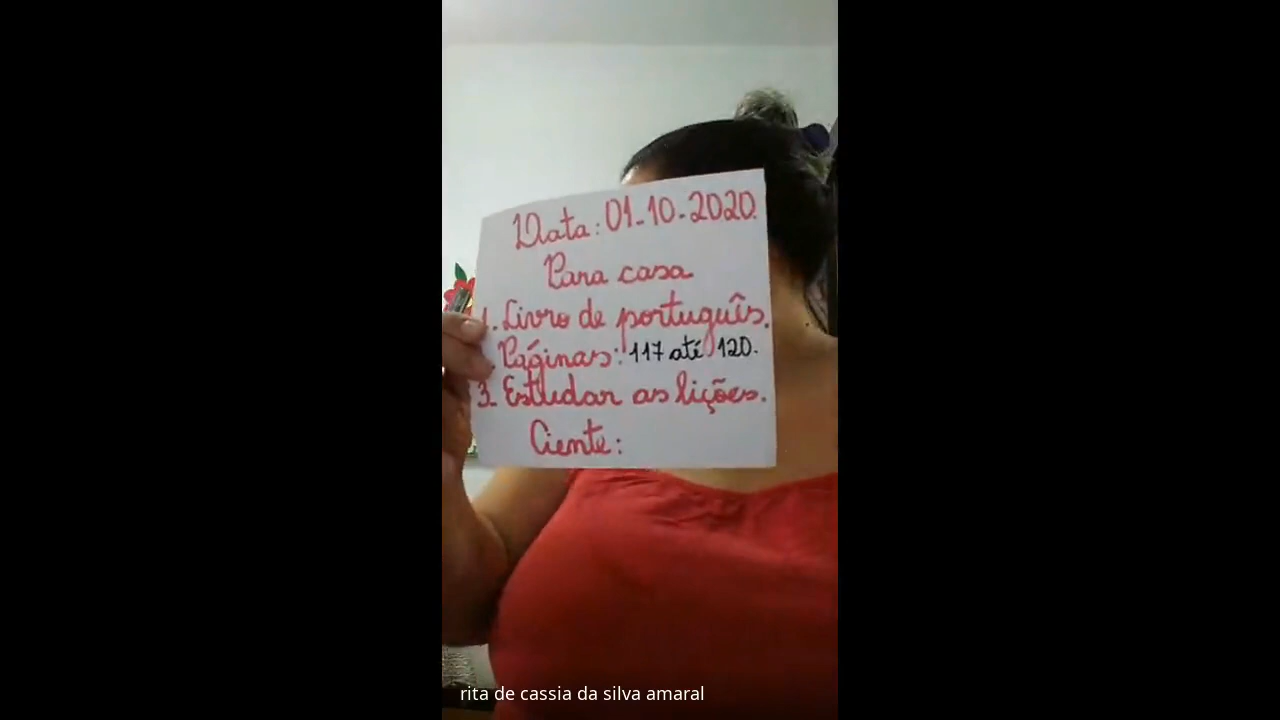 Data: 01-10-2020.
Para casa
1. Livro de português.
Páginas: 117 até 120.
3- Estudar as lições.
Ciente:
rita de cassia da silva amaral